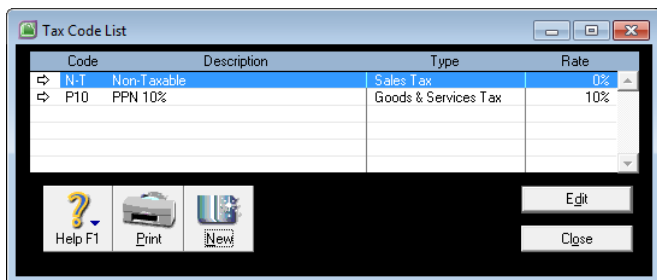 Tax Code List
Code Description Type Rate
N-T Non-Taxable Sales Tax 0%
P10 PPN 10% Goods & Services Tax 10%
Help F1 Print New Edit
Close